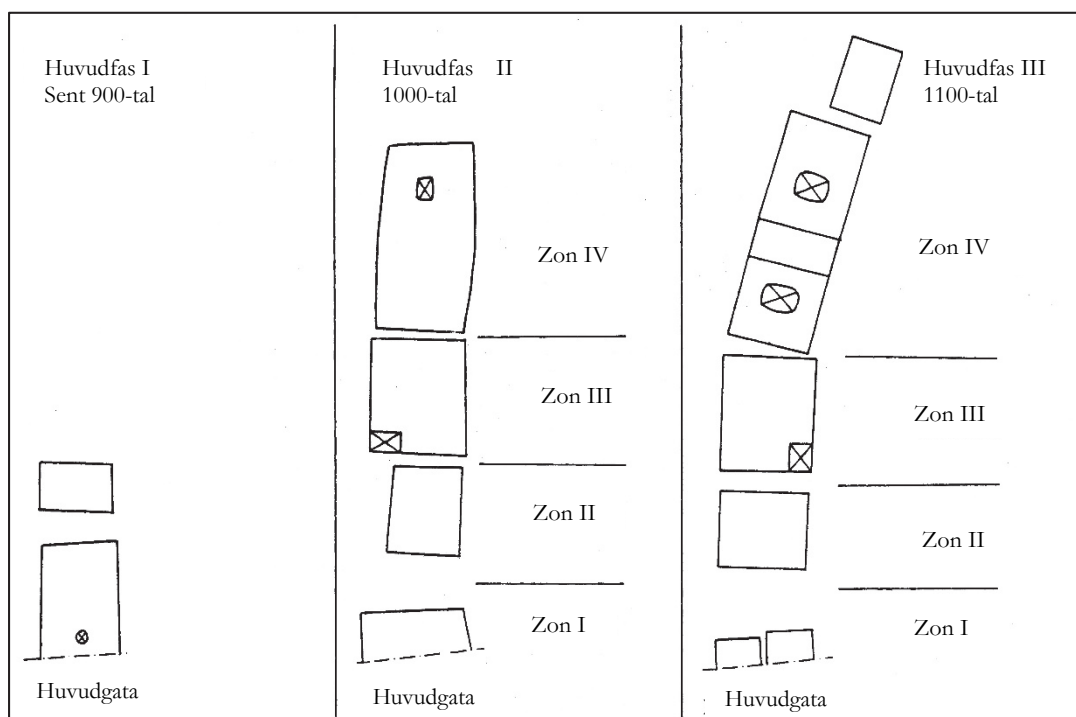 Huvudfas I
Sent 900-tal
Huvudgata
Huvudfas II
1000-tal
Zon IV
Zon III
Zon II
Zon I
Huvudgata
Huvudfas III
1100-tal
Zon IV
Zon III
Zon II
Zon I
Huvudgata